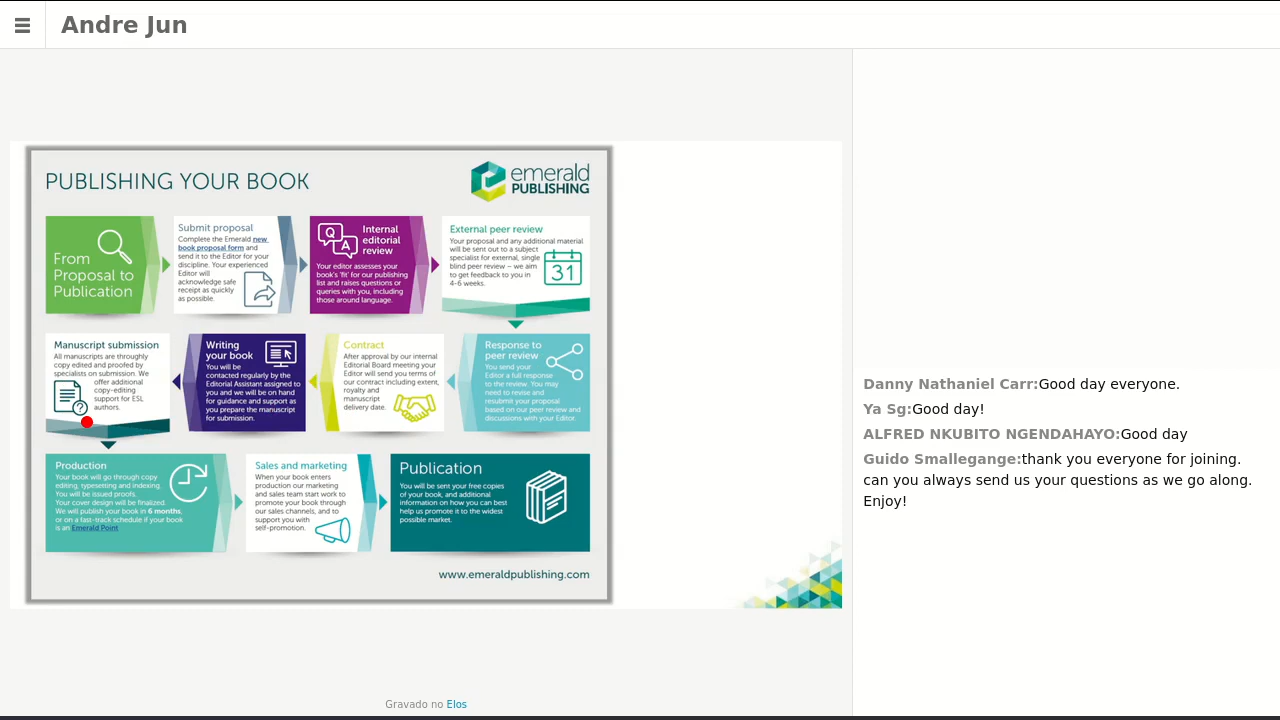 Andre Jun
PUBLISHING YOUR BOOK
emerald
PUBLISHING
From
Proposal to
Publication
Submit proposal
Complete the Emerald new
book proposal form and
send it to the Editor for your
discipline. Your experienced
Editor will
acknowledge safe
receipt as quickly
as possible.
Q
A
Internal
editorial
review
Your editor assesses your
book's 'fit' for our publishing
list and raises questions or
queries with you, including
those around language.
External peer review
Your proposal and any additional material
will be sent out to a subject
specialist for external, single
blind peer review – we aim
to get feedback to you in
4-6 weeks.
31
Manuscript submission
All manuscripts are throughly
copy edited and proofed by
specialists on submission. We
offer additional
copy-editing
support for ESL
authors.
?
Writing
your book
You will be
contacted regularly by the
Editorial Assistant assigned to
you and we will be on hand
for guidance and support as
you prepare the manuscript
for submission.
Contract
After approval by our internal
Editorial Board meeting your
Editor will send you terms of
our contract including extent,
royalty and
manuscript
delivery date.
Response to
peer review
You send your
Editor a full response
to the review. You may
need to revise and
resubmit your proposal
based on our peer review and
discussions with your Editor.
Production
Your book will go through copy
editing, typesetting and indexing.
You will be issued proofs.
Your cover design will be finalized.
We will publish your book in 6 months,
or on a fast-track schedule if your book
is an Emerald Point.
Sales and marketing
When your book enters
production our marketing
and sales team start work to
promote your book through
our sales channels, and to
support you with
self-promotion.
Publication
You will be sent your free copies
of your book, and additional
information on how you can best
help us promote it to the widest
possible market.
www.emeraldpublishing.com
Danny Nathaniel Carr:Good day everyone.
Ya Sg:Good day!
ALFRED NKUBITO NGENDAHAYO:Good day
Guido Smallegange:thank you everyone for joining.
can you always send us your questions as we go along.
Enjoy!
Gravado no Elos